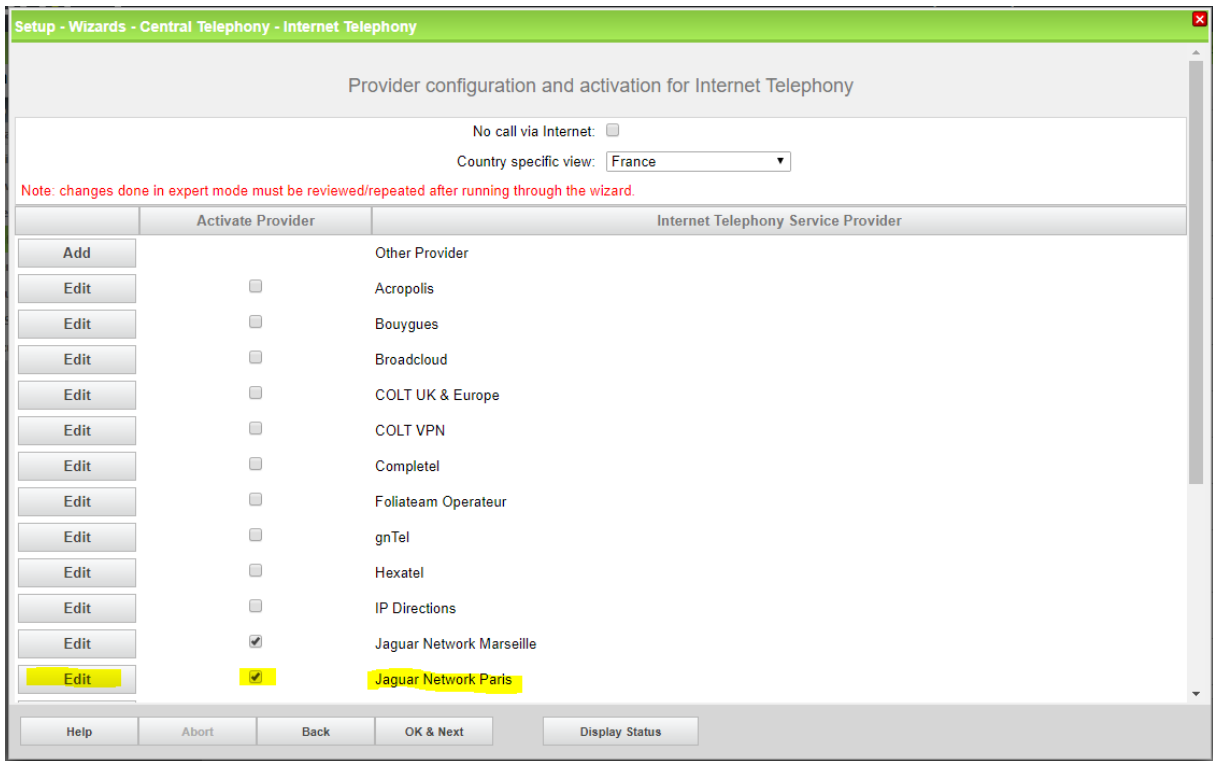 Setup - Wizards - Central Telephony - Internet Telephony
Provider configuration and activation for Internet Telephony
No call via Internet:
Country specific view: France
Note: changes done in expert mode must be reviewed/repeated after running through the wizard.
Activate Provider Internet Telephony Service Provider
Add Other Provider
Edit Acropolis
Edit Bouygues
Edit Broadcloud
Edit COLT UK & Europe
Edit COLT VPN
Edit Completel
Edit Foliateam Operateur
Edit gnTel
Edit Hexatel
Edit IP Directions
Edit Jaguar Network Marseille
Edit Jaguar Network Paris
Help Abort Back OK & Next Display Status